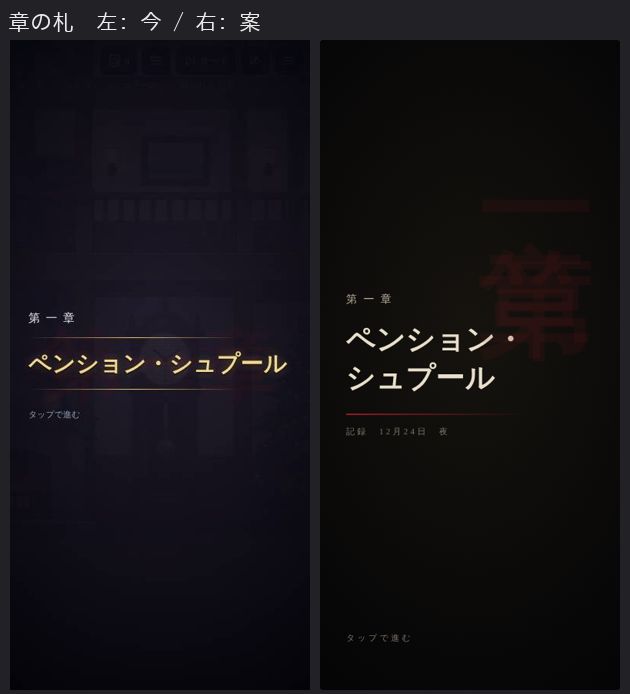 章の札　左: 今 / 右: 案
第一章
ペンション・シュプール
タップで進む
一
第
第一章
ペンション・
シュプール
記録　12月24日　夜
タップで進む